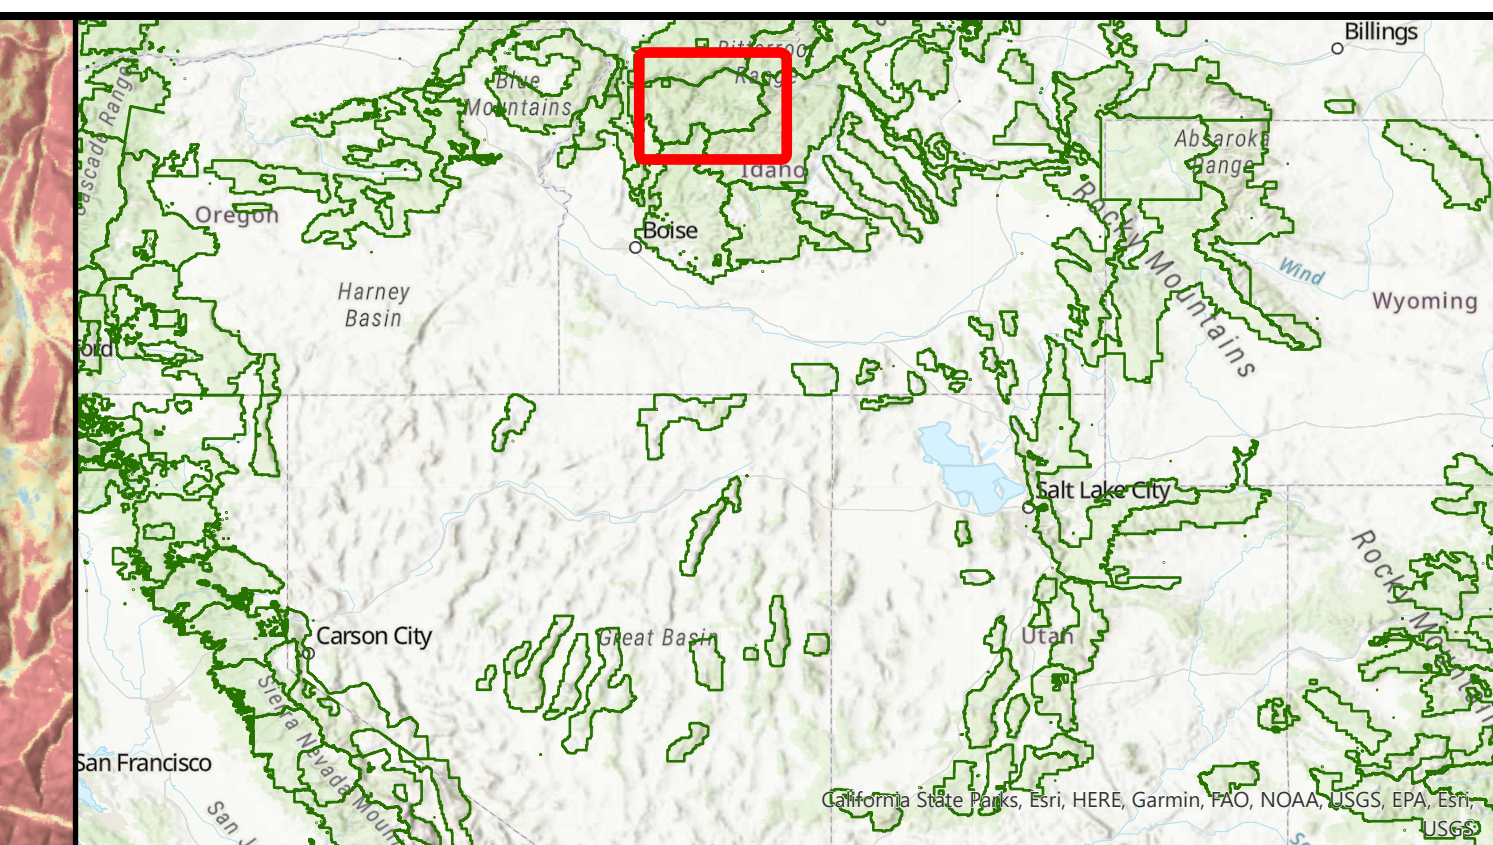 Billings
Bitterroot
Range
Blue
Mountains
Cascade Range
Absaroka
Range
Idaho
Oregon
Boise
Rocky Mountains
Wind
Harney
Basin
Wyoming
ford
Salt Lake City
Rocky Mountain
Carson City
Great Basin
Utah
Sierra Nevada Moun
San Francisco
San J
California State Parks, Esri, HERE, Garmin, FAO, NOAA, USGS, EPA, Esri,
USGS